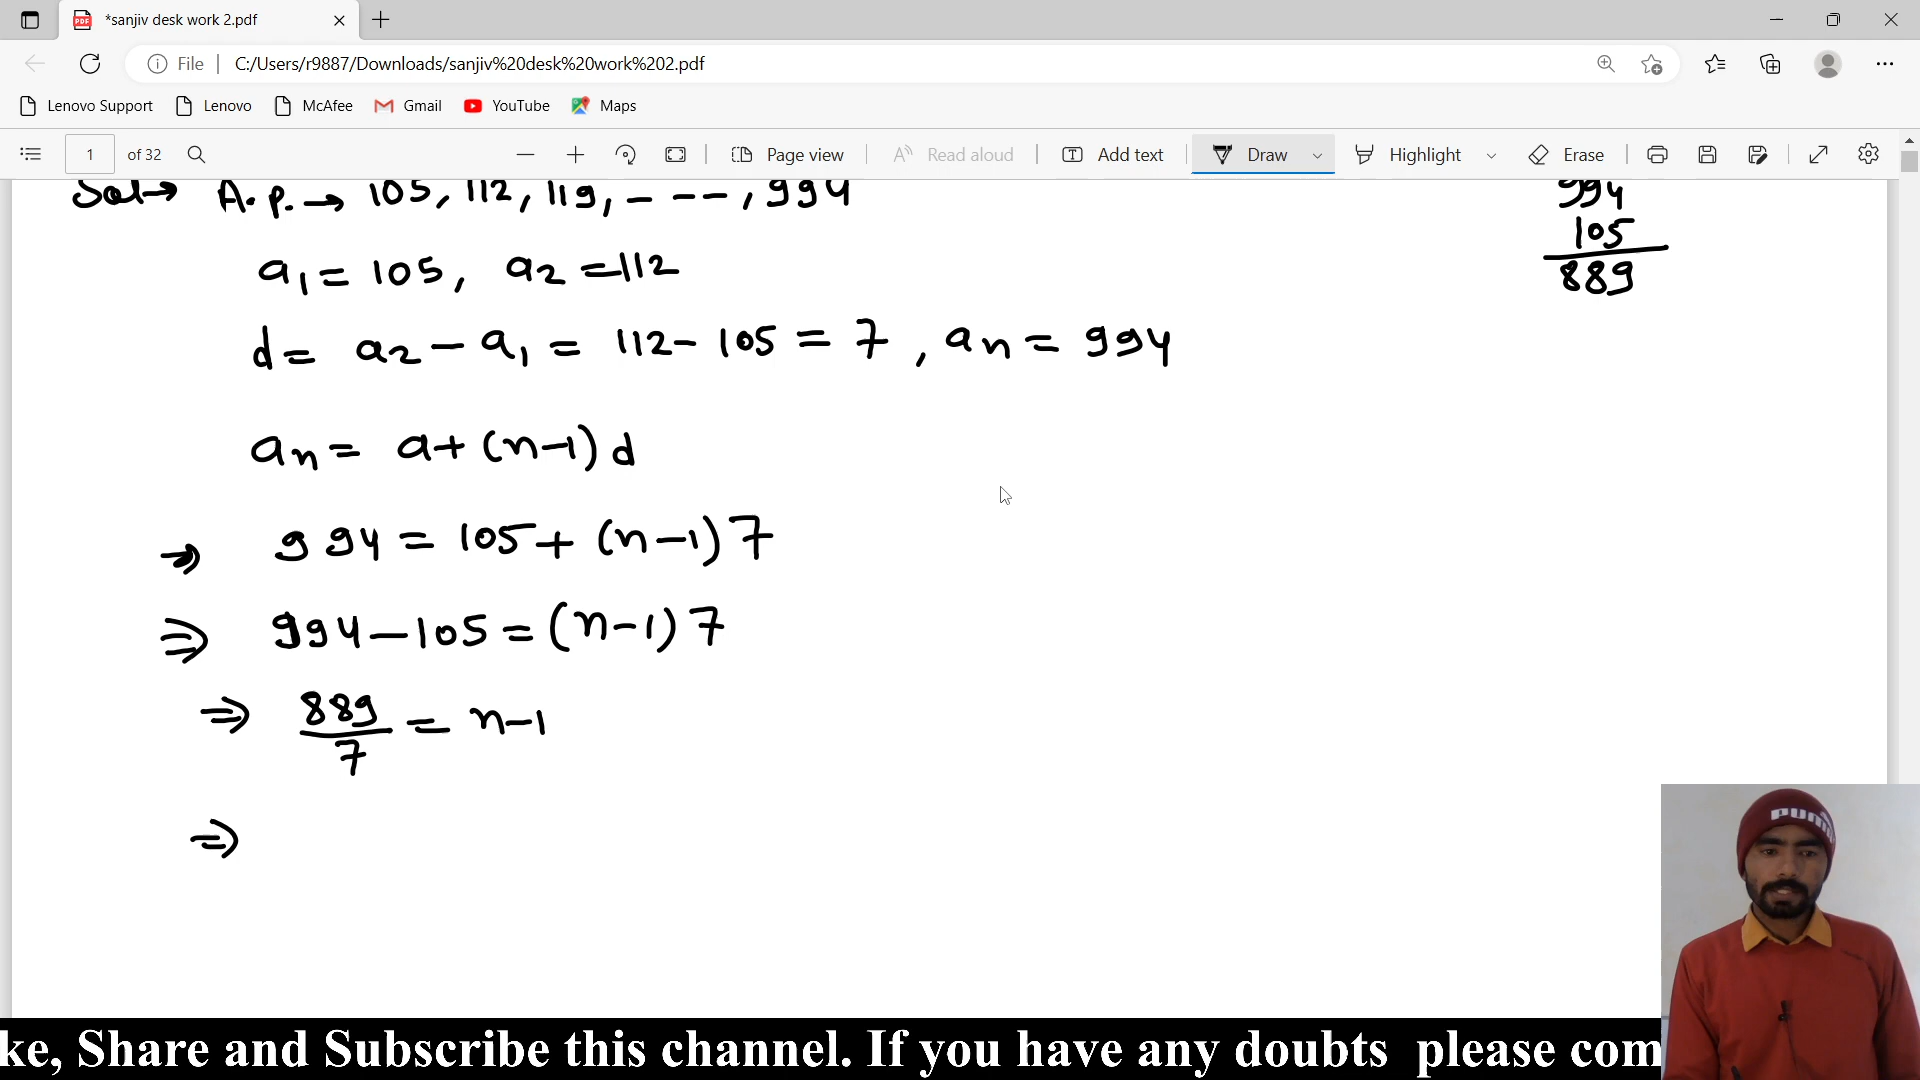 *sanjiv desk work 2.pdf
File C:/Users/r9887/Downloads/sanjiv%20desk%20work%202.pdf
Lenovo Support Lenovo McAfee Gmail YouTube Maps
1 of 32 Page view Read aloud Add text Draw Highlight Erase
Sol→ A.p.→ 105, 112, 119, - ---, 994
994
105
889
a₁ = 105, a₂ = 112
d = a₂ - a₁ = 112 - 105 = 7, aₙ = 994
aₙ = a + (n-1) d
⇒ 994 = 105 + (n-1) 7
⇒ 994 - 105 = (n-1) 7
⇒ 889/7 = n-1
⇒
PUMA
ke, Share and Subscribe this channel. If you have any doubts please com